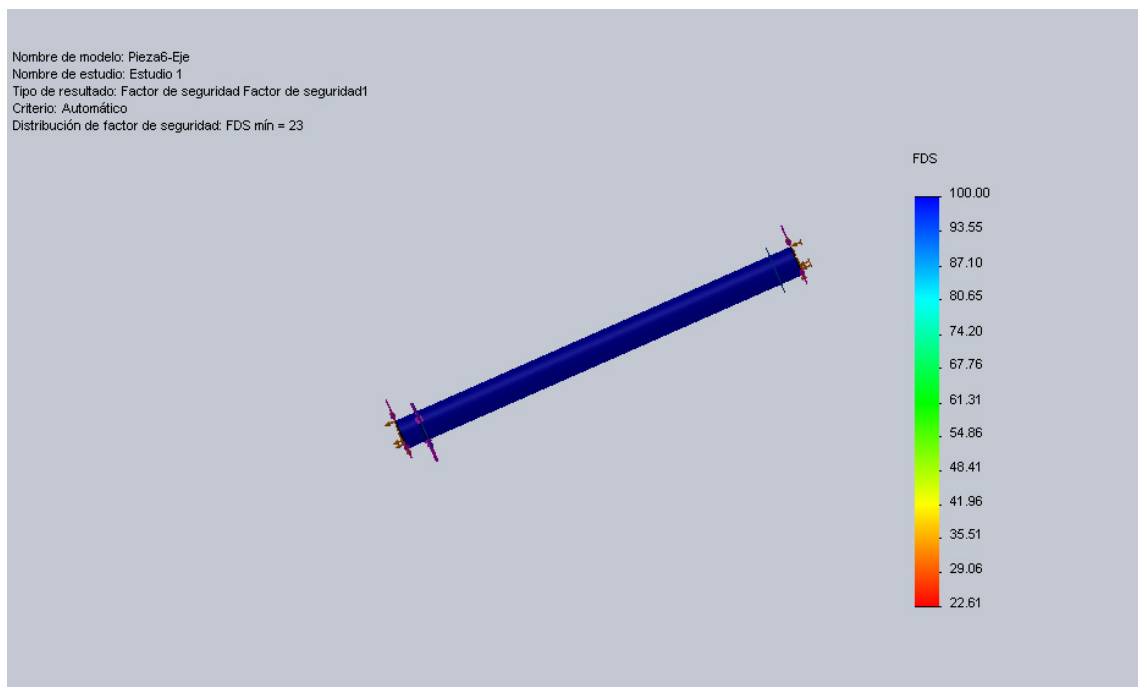 Nombre de modelo: Pieza6-Eje
Nombre de estudio: Estudio 1
Tipo de resultado: Factor de seguridad Factor de seguridad1
Criterio: Automático
Distribución de factor de seguridad: FDS mín = 23
FDS
100.00
93.55
87.10
80.65
74.20
67.76
61.31
54.86
48.41
41.96
35.51
29.06
22.61